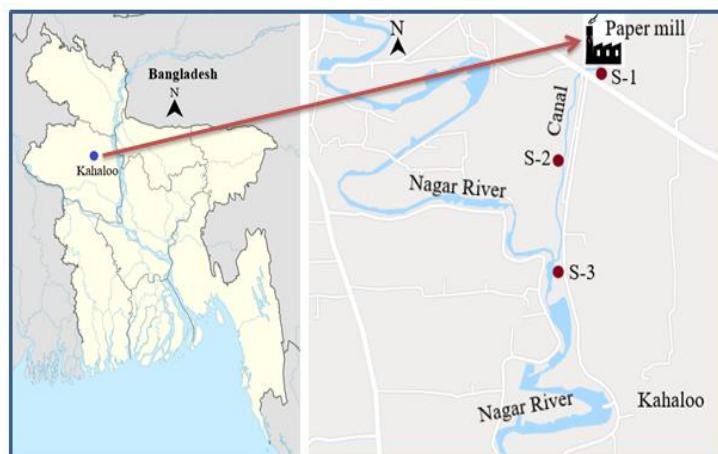 Bangladesh
N
Kahaloo
N
Paper mill
S-1
Canal
S-2
Nagar River
S-3
Nagar River
Kahaloo